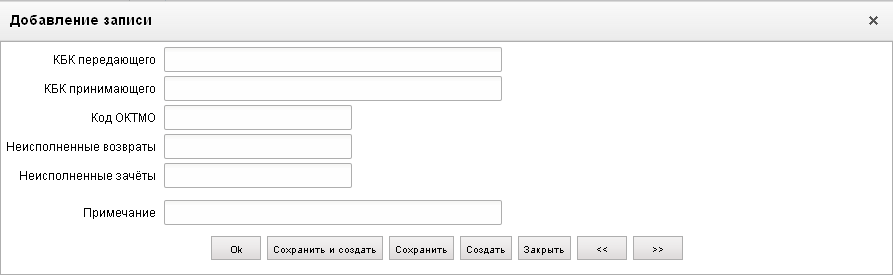 Добавление записи ×
КБК передающего
КБК принимающего
Код ОКТМО
Неисполненные возвраты
Неисполненные зачёты
Примечание
Ok Сохранить и создать Сохранить Создать Закрыть << >>